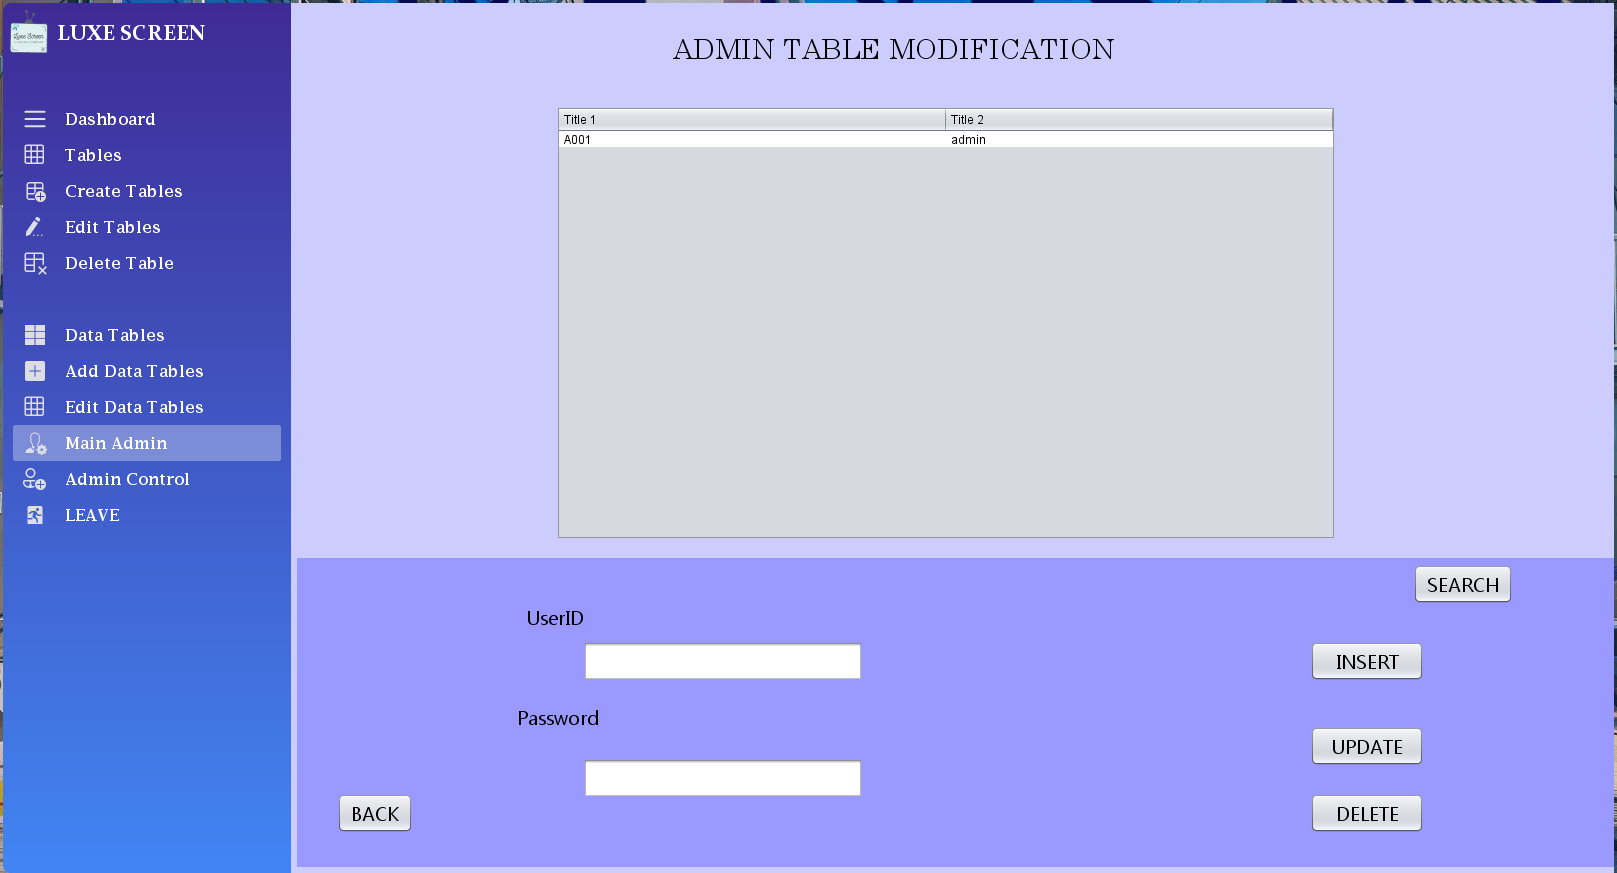 LUXE SCREEN
Luxe Screen
Dashboard
Tables
Create Tables
Edit Tables
Delete Table
Data Tables
Add Data Tables
Edit Data Tables
Main Admin
Admin Control
LEAVE
ADMIN TABLE MODIFICATION
Title 1 Title 2
A001 admin
SEARCH
UserID
INSERT
Password
UPDATE
BACK
DELETE